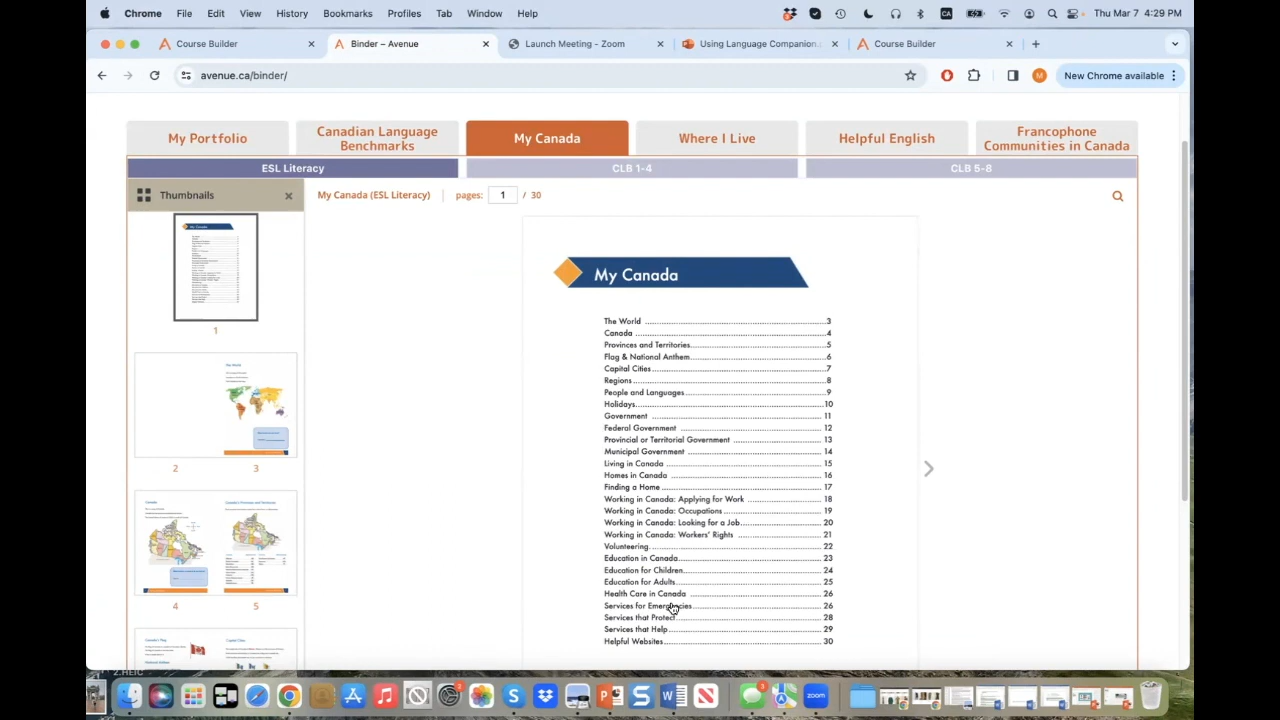 Chrome File Edit View History Bookmarks Profiles Tab Window Help CA Thu Mar 7 4:29 PM
Course Builder Binder – Avenue Launch Meeting - Zoom Using Language Companion Course Builder
avenue.ca/binder/ M New Chrome available
My Portfolio
Canadian Language
Benchmarks
My Canada
Where I Live
Helpful English
Francophone
Communities in Canada
ESL Literacy CLB 1-4 CLB 5-8
Thumbnails My Canada (ESL Literacy) pages: 1 / 30
1
2 3
4 5
My Canada
The World 3
Canada 4
Provinces and Territories 5
Flag & National Anthem 6
Capital Cities 7
Regions 8
People and Languages 9
Holidays 10
Government 11
Federal Government 12
Provincial or Territorial Government 13
Municipal Government 14
Living in Canada 15
Homes in Canada 16
Finding a Home 17
Working in Canada: Applying for Work 18
Working in Canada: Occupations 19
Working in Canada: Looking for a Job 20
Working in Canada: Workers' Rights 21
Volunteering 22
Education in Canada 23
Education for Children 24
Education for Adults 25
Health Care in Canada 26
Services for Emergencies 26
Services that Protect 28
Services that Help 29
Helpful Websites 30
2.HEIC
zoom